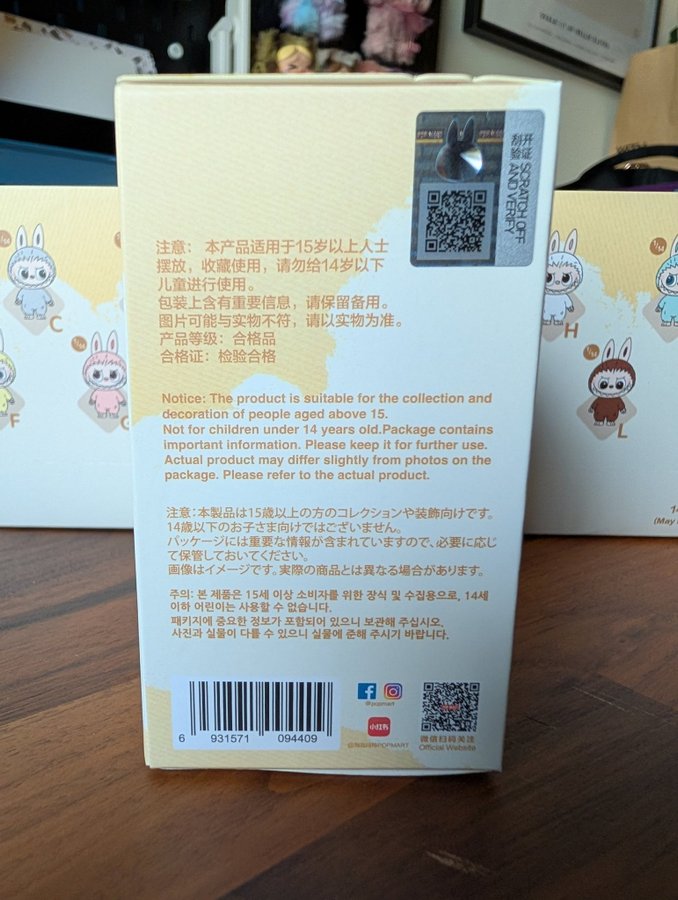 开证 SCRATCH OFF
刮验 AND VERIFY
注意： 本产品适用于15岁以上人士
摆放，收藏使用，请勿给14岁以下
儿童进行使用。
包装上含有重要信息，请保留备用。
图片可能与实物不符，请以实物为准。
产品等级：合格品
合格证：检验合格
Notice: The product is suitable for the collection and
decoration of people aged above 15.
Not for children under 14 years old.Package contains
important information. Please keep it for further use.
Actual product may differ slightly from photos on the
package. Please refer to the actual product.
注意:本製品は15歳以上の方のコレクションや装飾向けです。
14歳以下のお子さま向けではございません。
パッケージには重要な情報が含まれていますので、必要に応じ
て保管しておいてください。
画像はイメージです。実際の商品とは異なる場合があります。
주의: 본 제품은 15세 이상 소비자를 위한 장식 및 수집용으로, 14세
이하 어린이는 사용할 수 없습니다.
패키지에 중요한 정보가 포함되어 있으니 보관해 주십시오.
사진과 실물이 다를 수 있으니 실물에 준해 주시기 바랍니다.
6 931571 094409
@popmart
小红书
@泡泡玛特POPMART
微信扫码关注
Official Website
1/14
C
F
G
H
1/14
1/14
L
(May